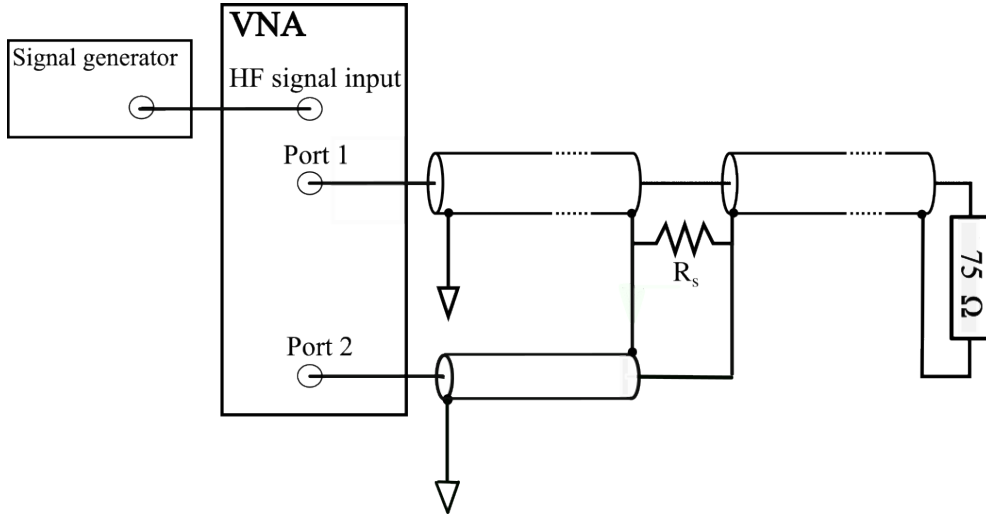 VNA
Signal generator
HF signal input
Port 1
Rs
75 Ω
Port 2